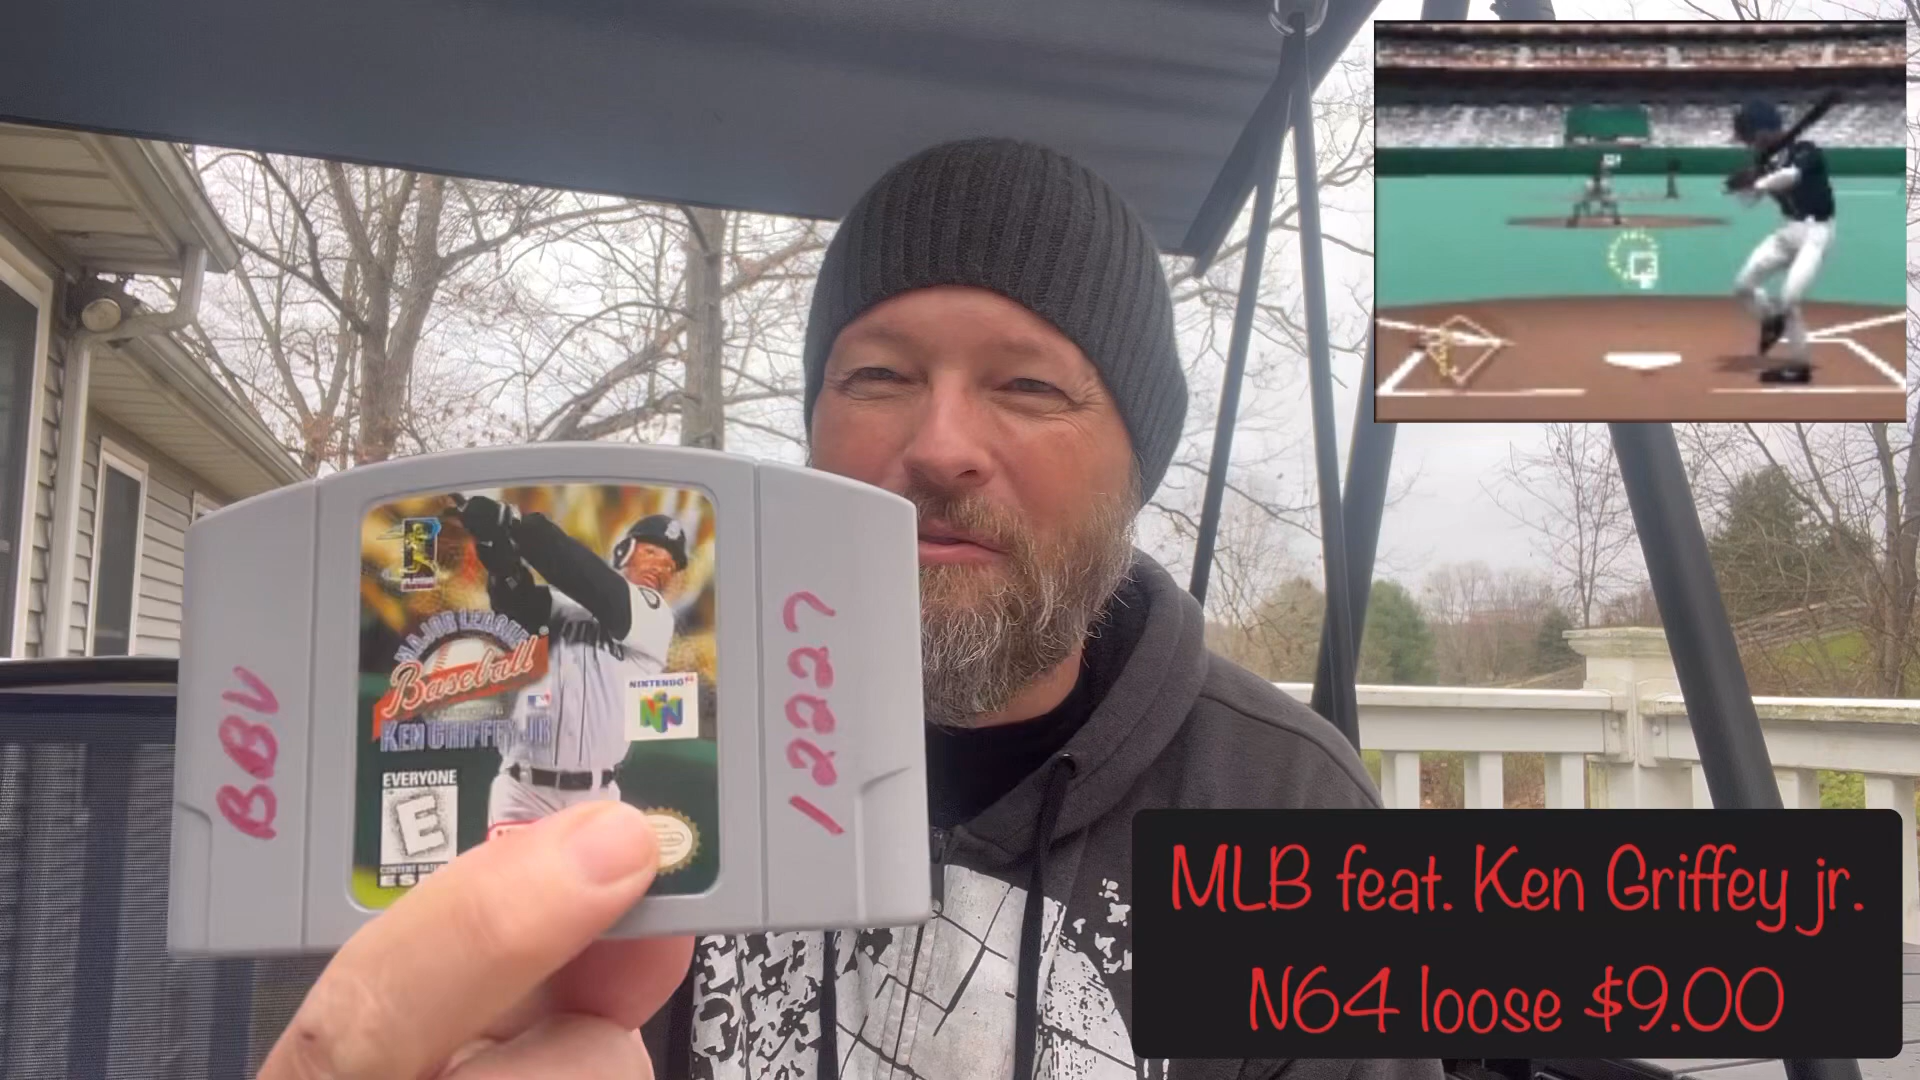 BBV
MAJOR LEAGUE
Baseball
KEN GRIFFEY JR
NINTENDO 64
EVERYONE
E
12227
MLB feat. Ken Griffey jr.
N64 loose $9.00